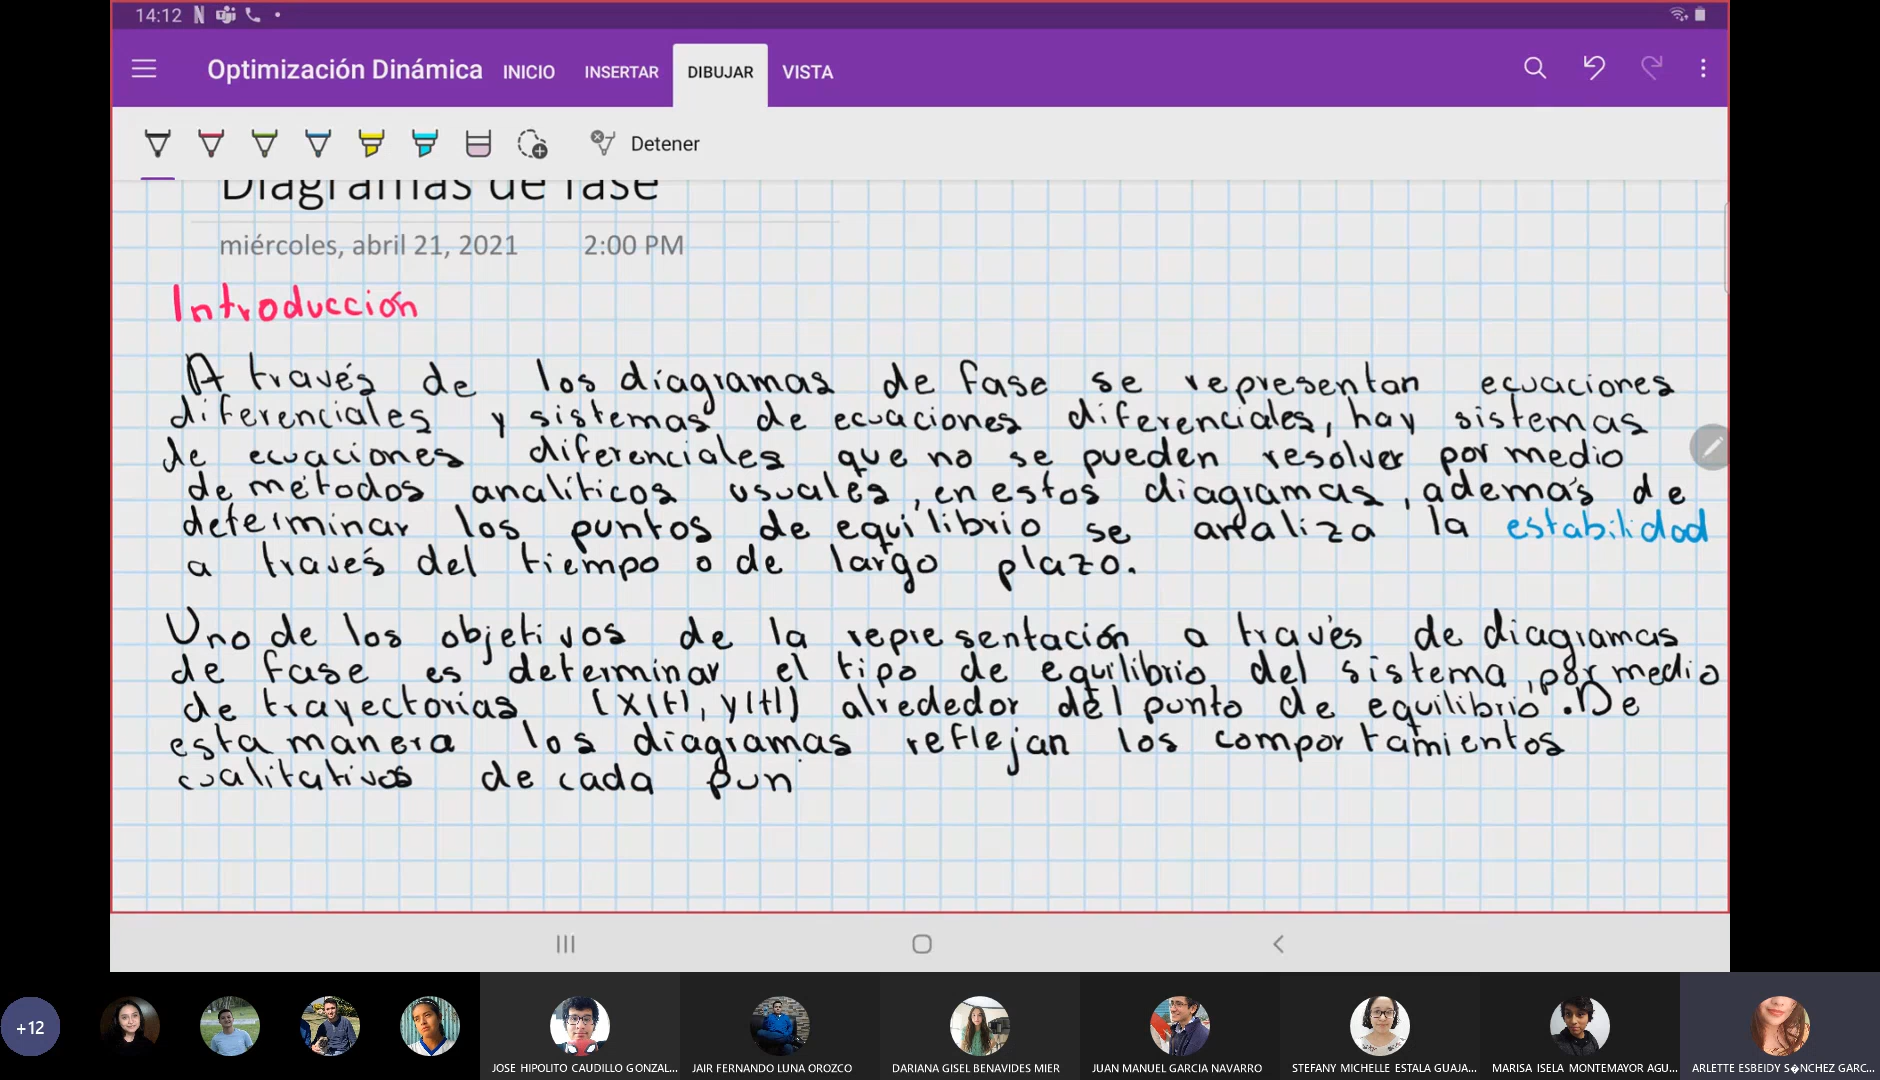 14:12
Optimización Dinámica INICIO INSERTAR DIBUJAR VISTA
Detener
Diagramas de fase
miércoles, abril 21, 2021 2:00 PM
Introducción
A través de los diagramas de fase se representan ecuaciones
diferenciales y sistemas de ecuaciones diferenciales, hay sistemas
de ecuaciones diferenciales que no se pueden resolver por medio
de métodos analíticos usuales, en estos diagramas, además de
determinar los puntos de equilibrio se analiza la estabilidad
a través del tiempo o de largo plazo.
Uno de los objetivos de la representación a través de diagramas
de fase es determinar el tipo de equilibrio del sistema, por medio
de trayectorias (x(t), y(t)) alrededor del punto de equilibrio. De
esta manera los diagramas reflejan los comportamientos
cualitativos de cada pun
+12
JOSE HIPOLITO CAUDILLO GONZAL...
JAIR FERNANDO LUNA OROZCO
DARIANA GISEL BENAVIDES MIER
JUAN MANUEL GARCIA NAVARRO
STEFANY MICHELLE ESTALA GUAJA...
MARISA ISELA MONTEMAYOR AGU...
ARLETTE ESBEIDY S�NCHEZ GARC...